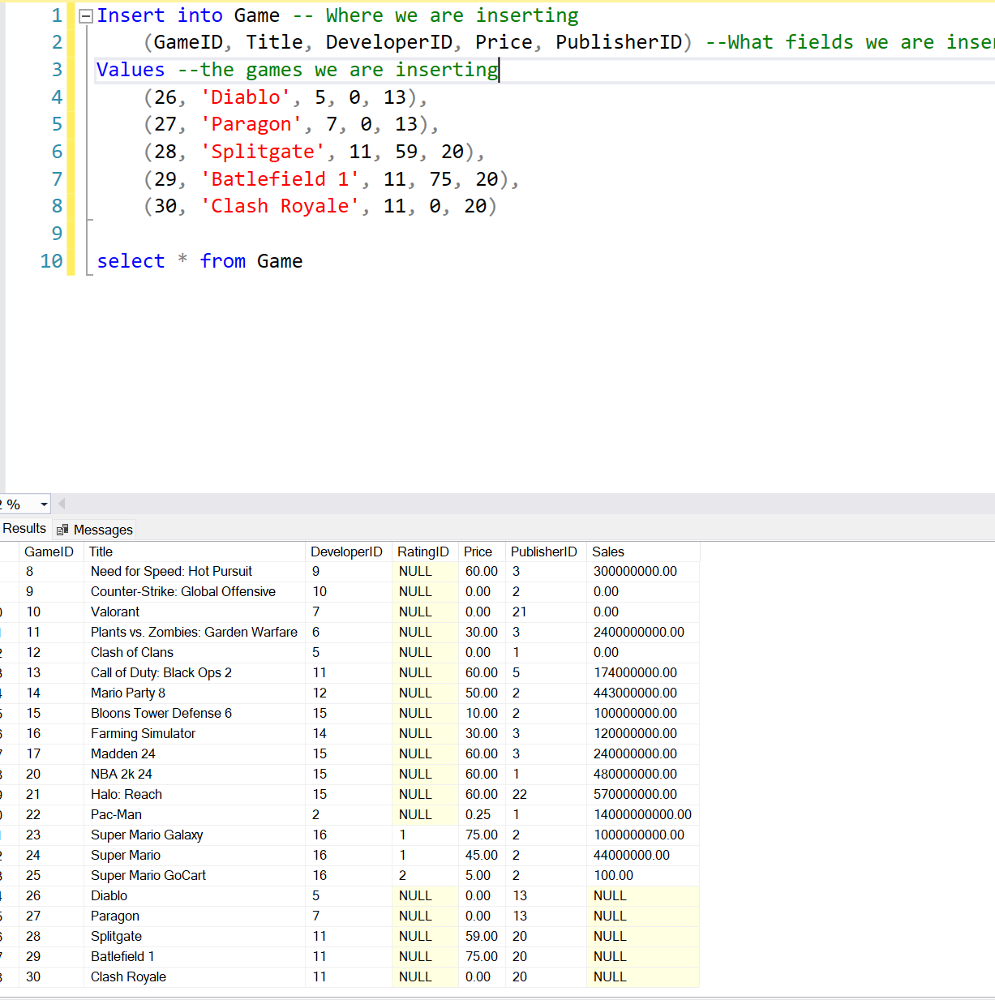 1 Insert into Game -- Where we are inserting
2 (GameID, Title, DeveloperID, Price, PublisherID) --What fields we are
3 Values --the games we are inserting
4 (26, 'Diablo', 5, 0, 13),
5 (27, 'Paragon', 7, 0, 13),
6 (28, 'Splitgate', 11, 59, 20),
7 (29, 'Batlefield 1', 11, 75, 20),
8 (30, 'Clash Royale', 11, 0, 20)
9
10 select * from Game
%
Results Messages
GameID Title DeveloperID RatingID Price PublisherID Sales
8 Need for Speed: Hot Pursuit 9 NULL 60.00 3 300000000.00
9 Counter-Strike: Global Offensive 10 NULL 0.00 2 0.00
10 Valorant 7 NULL 0.00 21 0.00
11 Plants vs. Zombies: Garden Warfare 6 NULL 30.00 3 2400000000.00
12 Clash of Clans 5 NULL 0.00 1 0.00
13 Call of Duty: Black Ops 2 11 NULL 60.00 5 174000000.00
14 Mario Party 8 12 NULL 50.00 2 443000000.00
15 Bloons Tower Defense 6 15 NULL 10.00 2 100000000.00
16 Farming Simulator 14 NULL 30.00 3 120000000.00
17 Madden 24 15 NULL 60.00 3 240000000.00
20 NBA 2k 24 15 NULL 60.00 1 480000000.00
21 Halo: Reach 15 NULL 60.00 22 570000000.00
22 Pac-Man 2 NULL 0.25 1 14000000000.00
23 Super Mario Galaxy 16 1 75.00 2 1000000000.00
24 Super Mario 16 1 45.00 2 44000000.00
25 Super Mario GoCart 16 2 5.00 2 100.00
26 Diablo 5 NULL 0.00 13 NULL
27 Paragon 7 NULL 0.00 13 NULL
28 Splitgate 11 NULL 59.00 20 NULL
29 Batlefield 1 11 NULL 75.00 20 NULL
30 Clash Royale 11 NULL 0.00 20 NULL